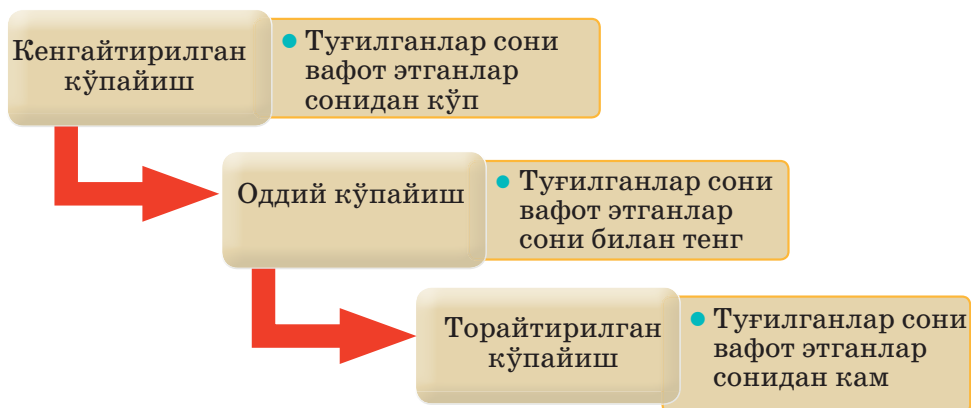 Кенгайтирилган
кўпайиш
• Туғилганлар сони
вафот этганлар
сонидан кўп
Оддий кўпайиш
• Туғилганлар сони
вафот этганлар
сони билан тенг
Торайтирилган
кўпайиш
• Туғилганлар сони
вафот этганлар
сонидан кам